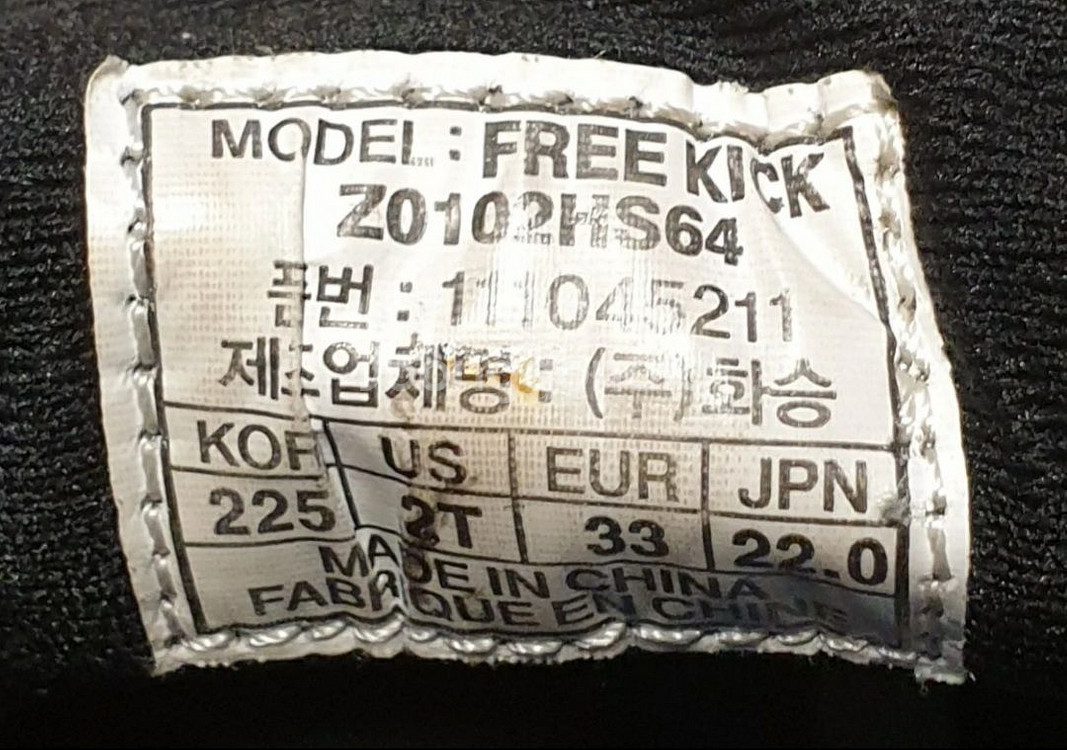 MODEL : FREE KICK
Z0102HS64
품번 : 111045211
제조업체명 : (주)화승
KOR US EUR JPN
225 2T 33 22.0
MADE IN CHINA
FABRIQUE EN CHINE